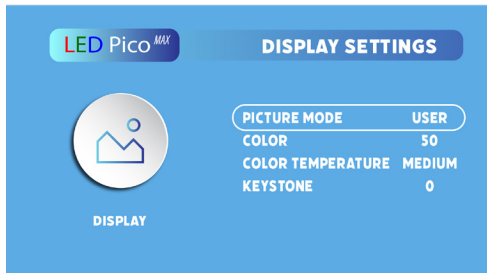 LED Pico MAX
DISPLAY SETTINGS
PICTURE MODE USER
COLOR 50
COLOR TEMPERATURE MEDIUM
KEYSTONE 0
DISPLAY